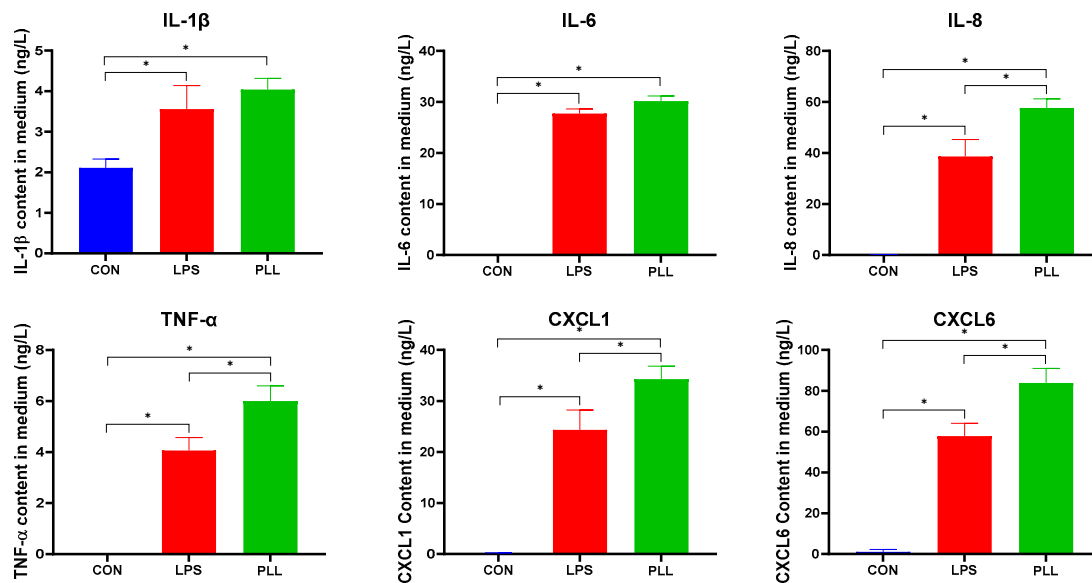 IL-1β
IL-1β content in medium (ng/L)
5
4
3
2
1
0
*
*
CON LPS PLL
IL-6
IL-6 content in medium (ng/L)
40
30
20
10
0
*
*
CON LPS PLL
IL-8
IL-8 content in medium (ng/L)
80
60
40
20
0
*
*
*
CON LPS PLL
TNF-α
TNF-α content in medium (ng/L)
8
6
4
2
0
*
*
*
CON LPS PLL
CXCL1
CXCL1 Content in medium (ng/L)
40
30
20
10
0
*
*
*
CON LPS PLL
CXCL6
CXCL6 Content in medium (ng/L)
100
80
60
40
20
0
*
*
*
CON LPS PLL